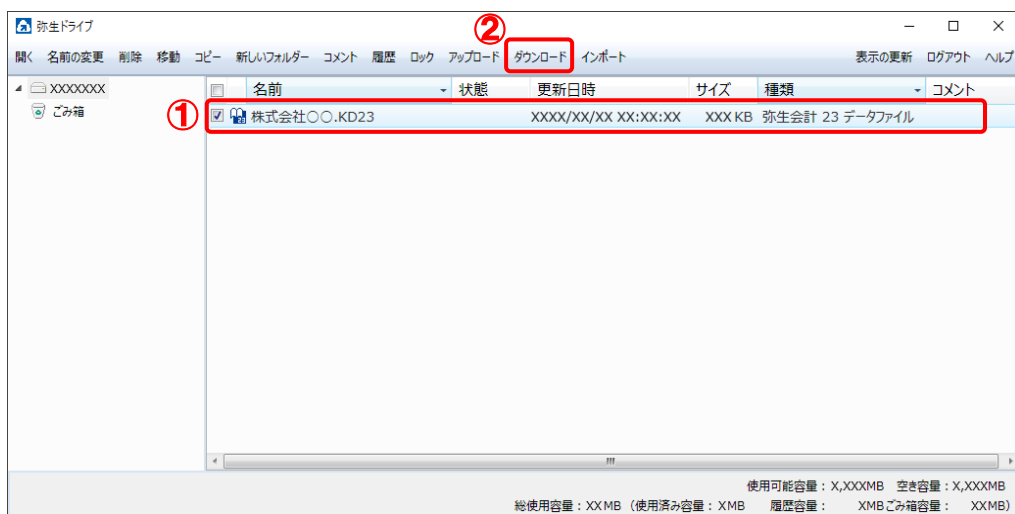 弥生ドライブ
②
開く 名前の変更 削除 移動 コピー 新しいフォルダー コメント 履歴 ロック アップロード ダウンロード インポート 表示の更新 ログアウト ヘルプ
XXXXXXX 名前 状態 更新日時 サイズ 種類 コメント
ごみ箱 ① 株式会社○○.KD23 XXXX/XX/XX XX:XX:XX XXX KB 弥生会計 23 データファイル
使用可能容量：X,XXXMB 空き容量：X,XXXMB
総使用容量：XXMB（使用済み容量：XMB 履歴容量： XMBごみ箱容量： XXMB)